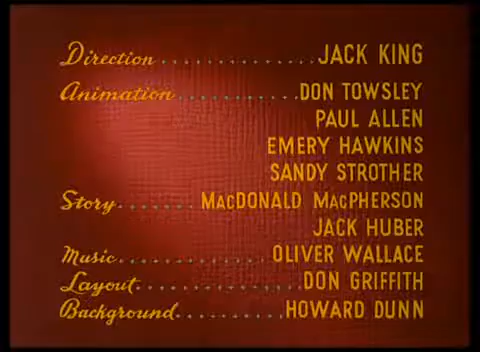 Direction...............JACK KING
Animation............DON TOWSLEY
PAUL ALLEN
EMERY HAWKINS
SANDY STROTHER
Story.......MACDONALD MACPHERSON
JACK HUBER
Music...............OLIVER WALLACE
Layout................DON GRIFFITH
Background...........HOWARD DUNN